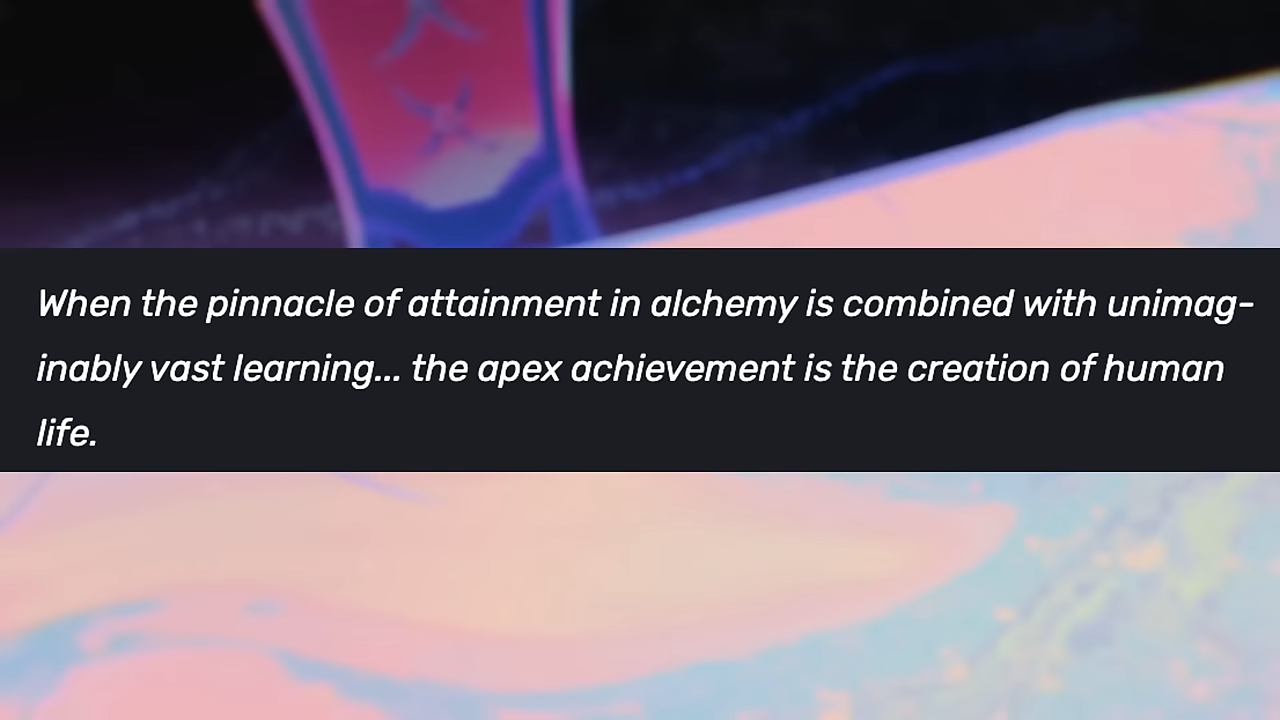 When the pinnacle of attainment in alchemy is combined with unimag-
inably vast learning... the apex achievement is the creation of human
life.